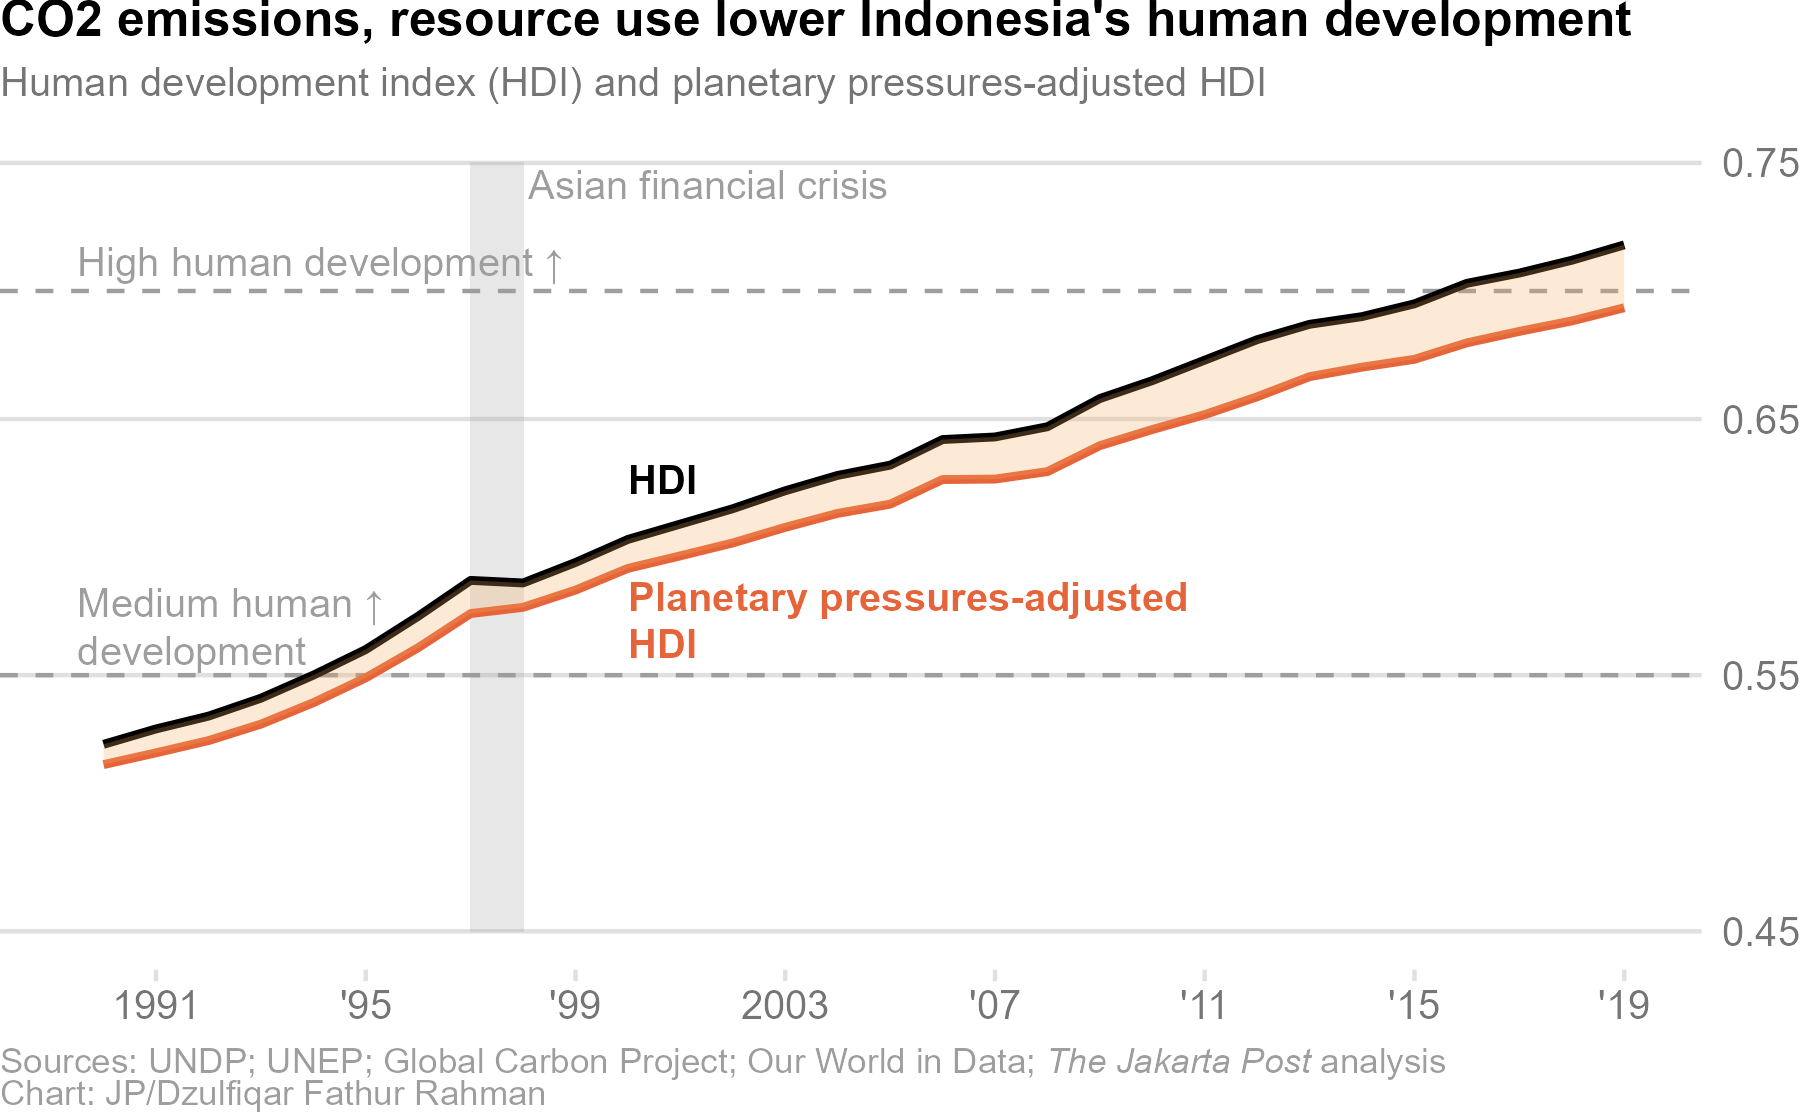 CO2 emissions, resource use lower Indonesia's human development
Human development index (HDI) and planetary pressures-adjusted HDI
0.75
Asian financial crisis
High human development ↑
0.65
HDI
Planetary pressures-adjusted
HDI
Medium human ↑
development
0.55
0.45
1991 '95 '99 2003 '07 '11 '15 '19
Sources: UNDP; UNEP; Global Carbon Project; Our World in Data; The Jakarta Post analysis
Chart: JP/Dzulfiqar Fathur Rahman